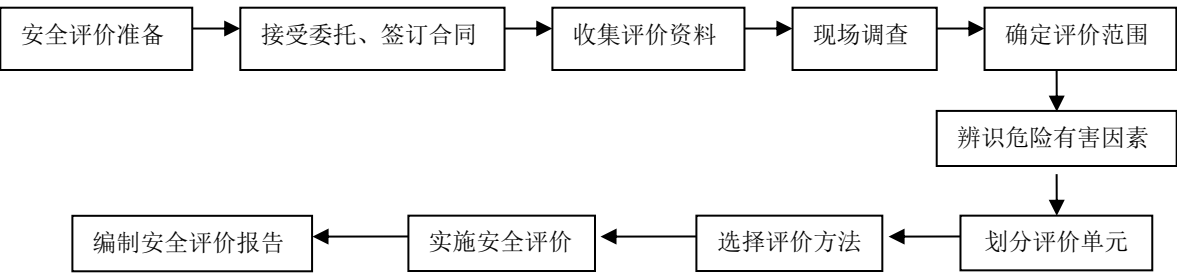 安全评价准备
接受委托、签订合同
收集评价资料
现场调查
确定评价范围
辨识危险有害因素
划分评价单元
选择评价方法
实施安全评价
编制安全评价报告